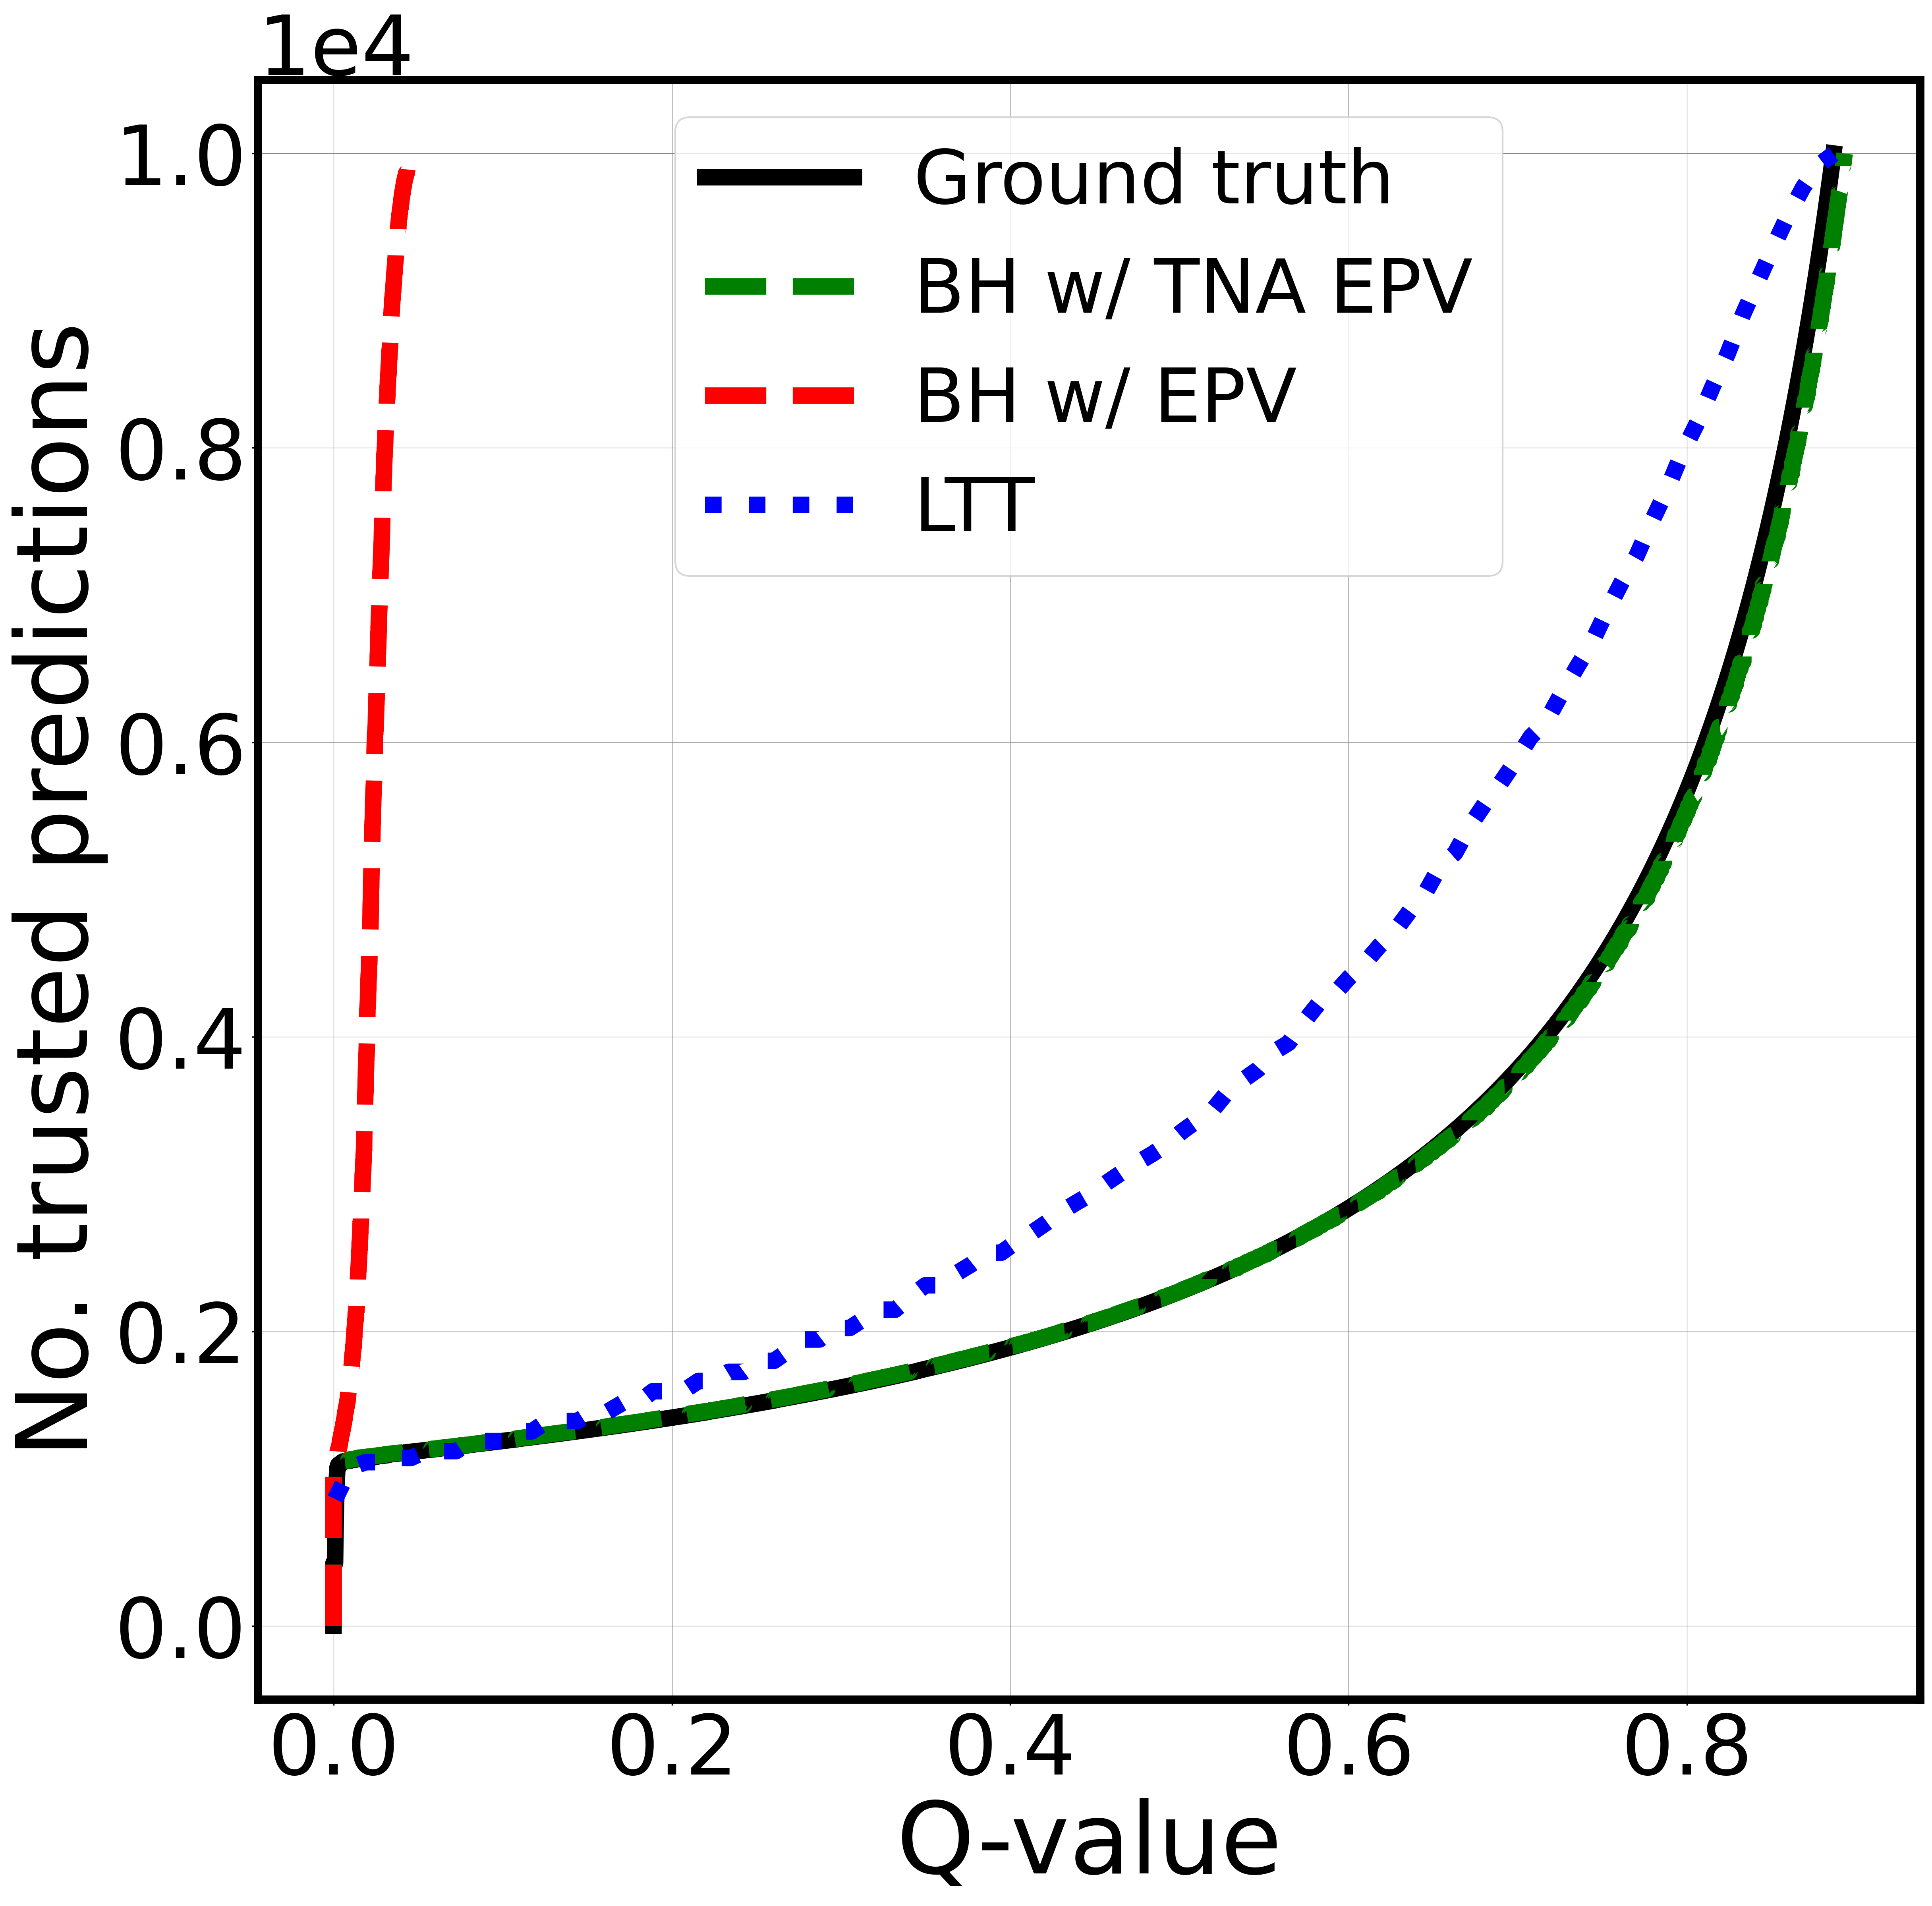 1e4
1.0
0.8
0.6
0.4
0.2
0.0
No. trusted predictions
Ground truth
BH w/ TNA EPV
BH w/ EPV
LTT
0.0 0.2 0.4 0.6 0.8
Q-value